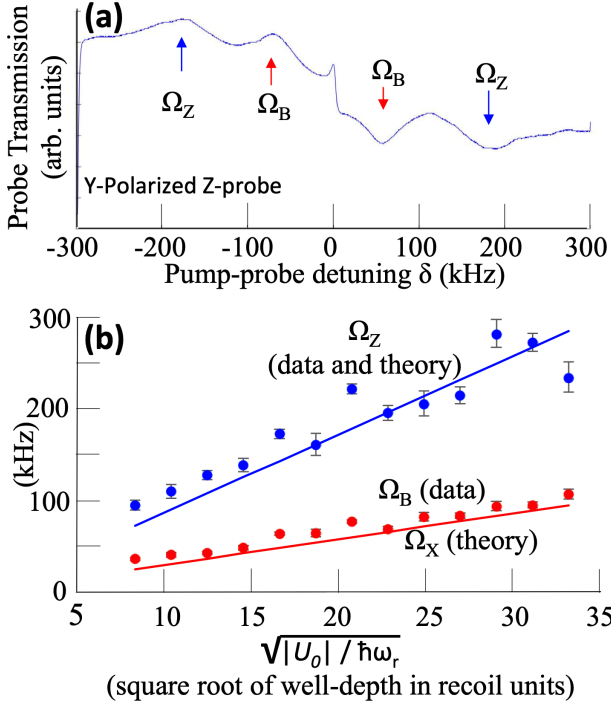 (a)
Probe Transmission
(arb. units)
Ω_Z
Ω_B
Ω_B
Ω_Z
Y-Polarized Z-probe
-300 -200 -100 0 100 200 300
Pump-probe detuning δ (kHz)
(b)
300
200
100
0
(kHz)
Ω_Z
(data and theory)
Ω_B (data)
Ω_X (theory)
5 10 15 20 25 30 35
√|U_0| / ħω_r
(square root of well-depth in recoil units)